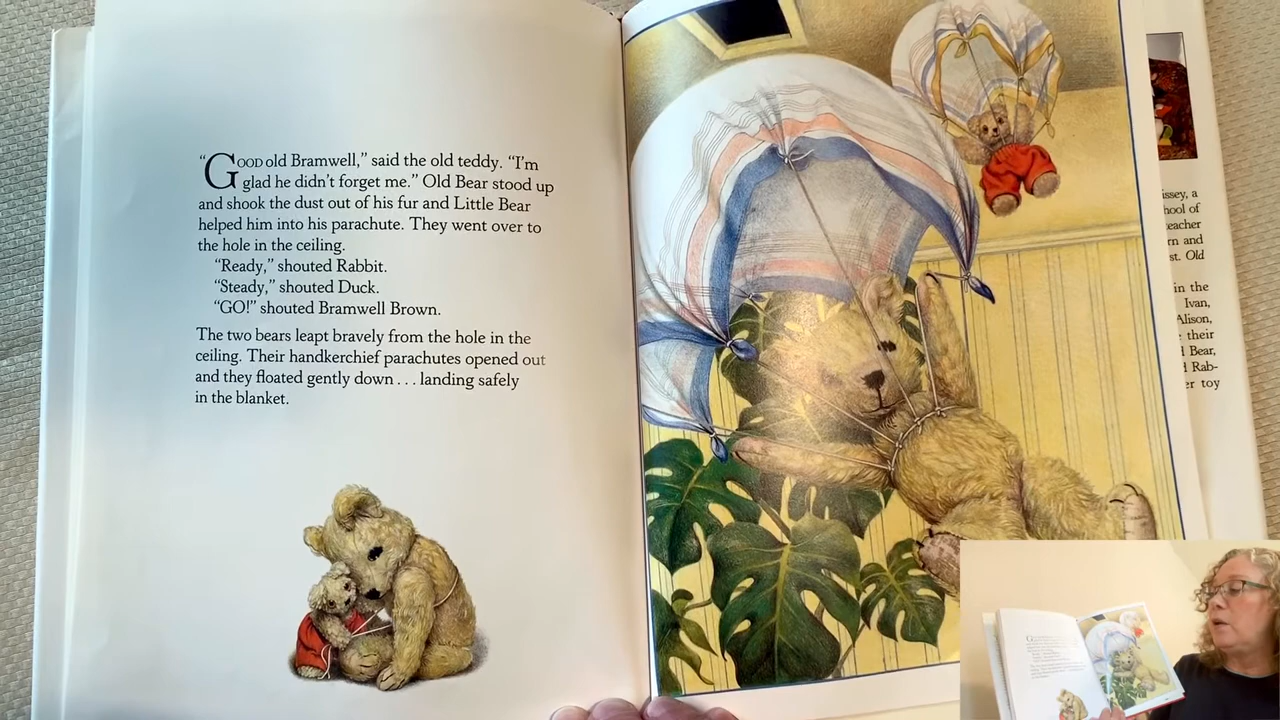 “GOOD old Bramwell,” said the old teddy. “I'm
glad he didn't forget me.” Old Bear stood up
and shook the dust out of his fur and Little Bear
helped him into his parachute. They went over to
the hole in the ceiling.
“Ready,” shouted Rabbit.
“Steady,” shouted Duck.
“GO!” shouted Bramwell Brown.
The two bears leapt bravely from the hole in the
ceiling. Their handkerchief parachutes opened out
and they floated gently down . . . landing safely
in the blanket.
issey, a
hool of
eacher
rn and
st. Old
in the
Ivan,
Alison,
their
Bear,
Rab-
er toy